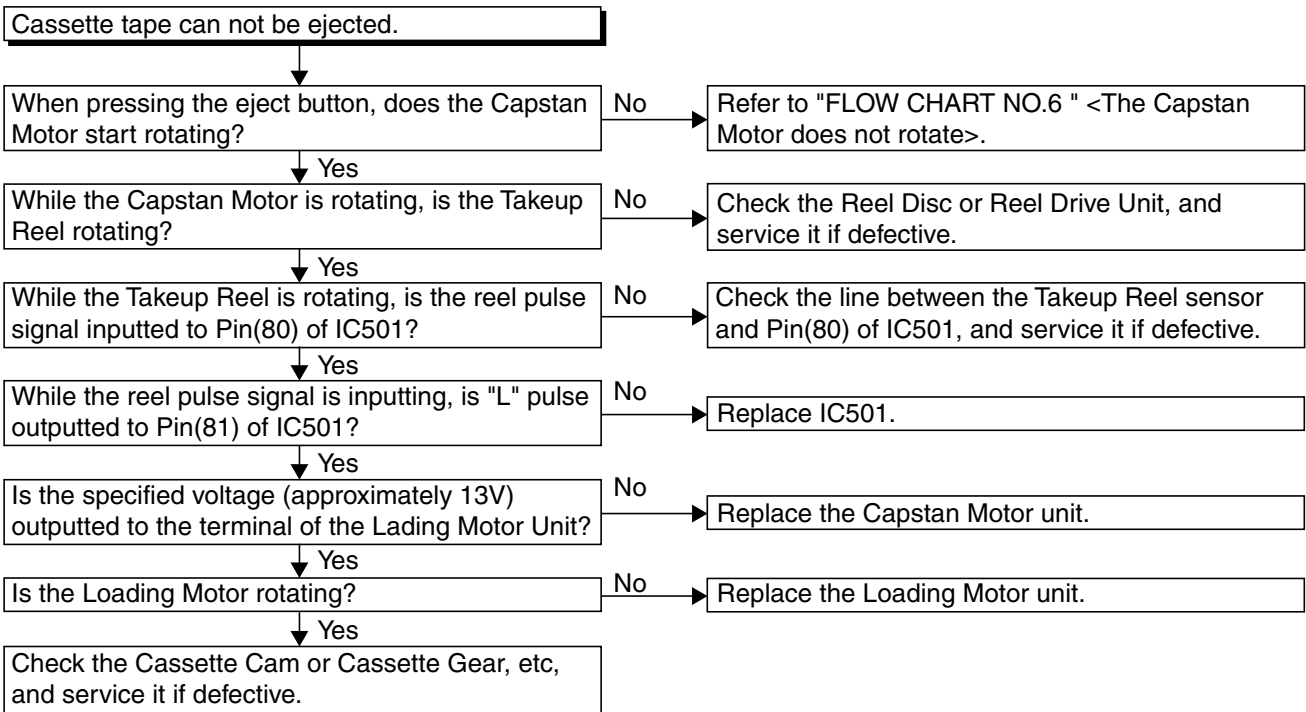 Cassette tape can not be ejected.
When pressing the eject button, does the Capstan
Motor start rotating?
No
Refer to "FLOW CHART NO.6 " <The Capstan
Motor does not rotate>.
Yes
While the Capstan Motor is rotating, is the Takeup
Reel rotating?
No
Check the Reel Disc or Reel Drive Unit, and
service it if defective.
Yes
While the Takeup Reel is rotating, is the reel pulse
signal inputted to Pin(80) of IC501?
No
Check the line between the Takeup Reel sensor
and Pin(80) of IC501, and service it if defective.
Yes
While the reel pulse signal is inputting, is "L" pulse
outputted to Pin(81) of IC501?
No
Replace IC501.
Yes
Is the specified voltage (approximately 13V)
outputted to the terminal of the Lading Motor Unit?
No
Replace the Capstan Motor unit.
Yes
Is the Loading Motor rotating?
No
Replace the Loading Motor unit.
Yes
Check the Cassette Cam or Cassette Gear, etc,
and service it if defective.